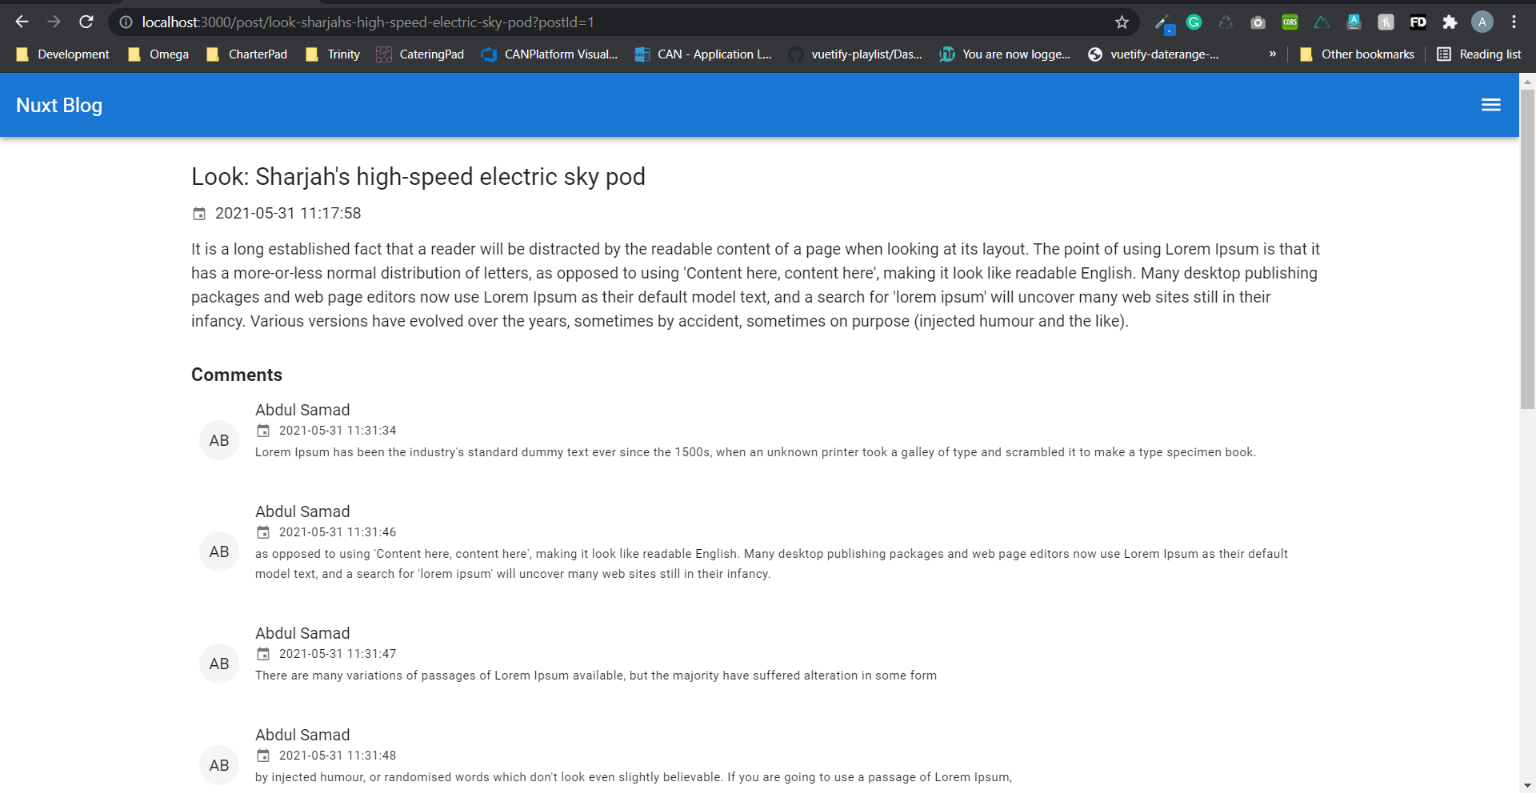 localhost:3000/post/look-sharjahs-high-speed-electric-sky-pod?postId=1
CORS
FD
A
Development Omega CharterPad Trinity CateringPad CANPlatform Visual... CAN - Application L... vuetify-playlist/Das... You are now logge... vuetify-daterange-... » Other bookmarks Reading list
Nuxt Blog
Look: Sharjah's high-speed electric sky pod
2021-05-31 11:17:58
It is a long established fact that a reader will be distracted by the readable content of a page when looking at its layout. The point of using Lorem Ipsum is that it
has a more-or-less normal distribution of letters, as opposed to using 'Content here, content here', making it look like readable English. Many desktop publishing
packages and web page editors now use Lorem Ipsum as their default model text, and a search for 'lorem ipsum' will uncover many web sites still in their
infancy. Various versions have evolved over the years, sometimes by accident, sometimes on purpose (injected humour and the like).
Comments
Abdul Samad
AB
2021-05-31 11:31:34
Lorem Ipsum has been the industry's standard dummy text ever since the 1500s, when an unknown printer took a galley of type and scrambled it to make a type specimen book.
Abdul Samad
AB
2021-05-31 11:31:46
as opposed to using 'Content here, content here', making it look like readable English. Many desktop publishing packages and web page editors now use Lorem Ipsum as their default
model text, and a search for 'lorem ipsum' will uncover many web sites still in their infancy.
Abdul Samad
AB
2021-05-31 11:31:47
There are many variations of passages of Lorem Ipsum available, but the majority have suffered alteration in some form
Abdul Samad
AB
2021-05-31 11:31:48
by injected humour, or randomised words which don't look even slightly believable. If you are going to use a passage of Lorem Ipsum,